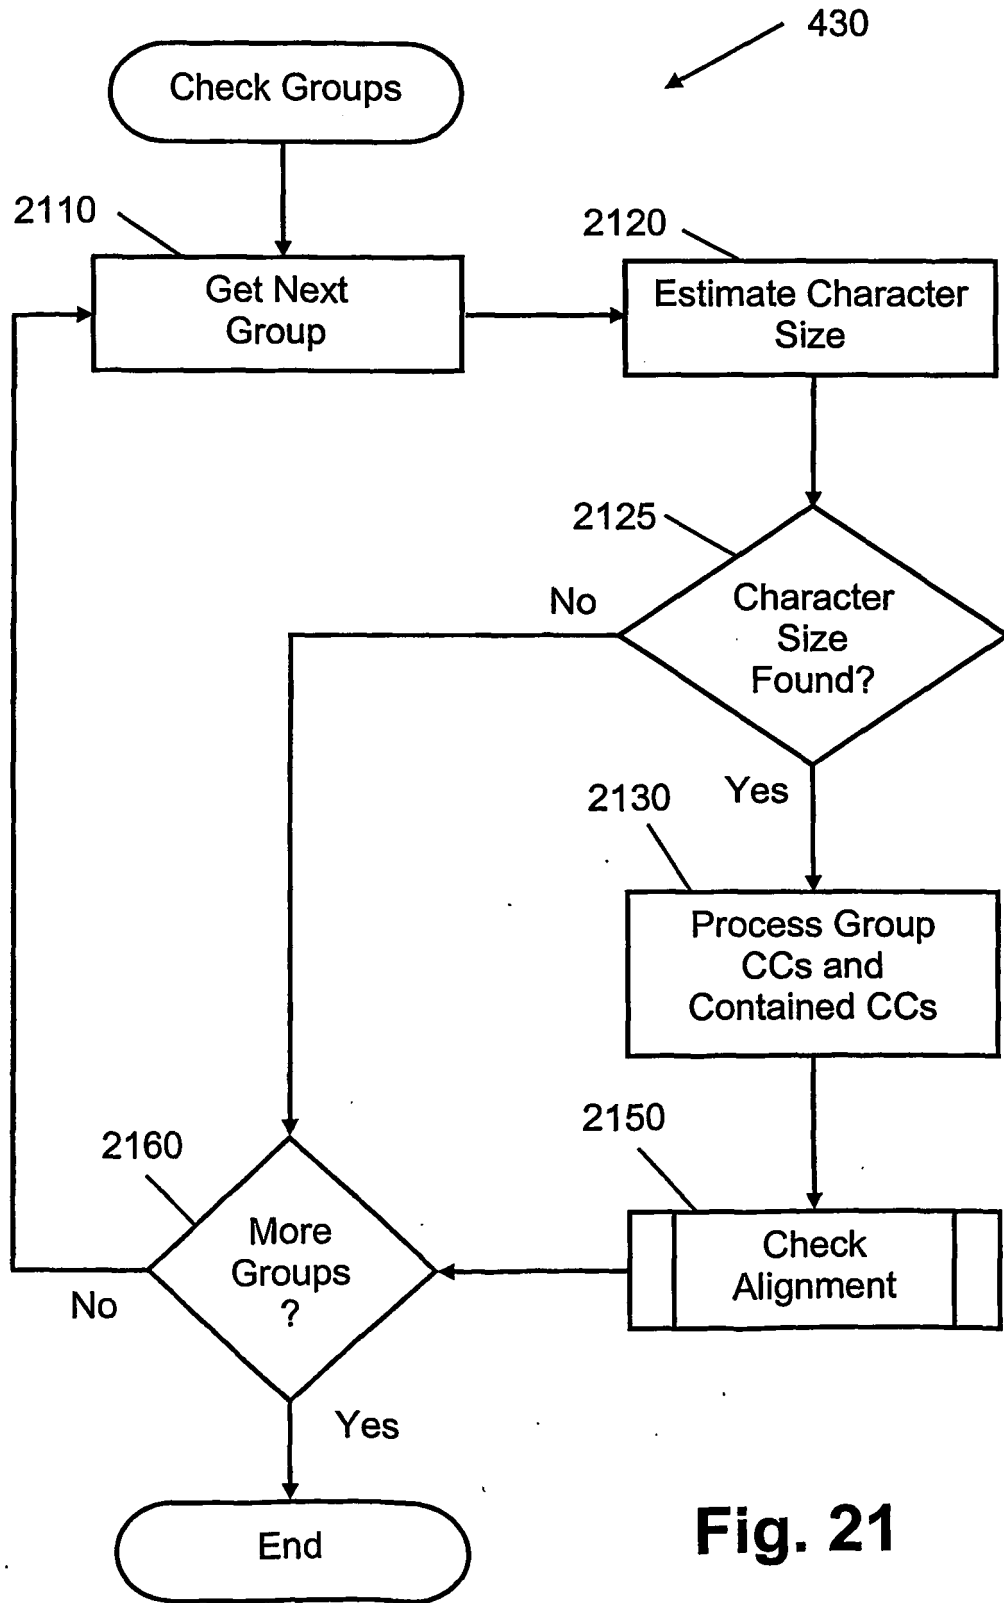 430
Check Groups
2110
Get Next
Group
2120
Estimate Character
Size
2125
Character
Size
Found?
No
Yes
2130
Process Group
CCs and
Contained CCs
2150
Check
Alignment
2160
More
Groups
?
No
Yes
End
Fig. 21